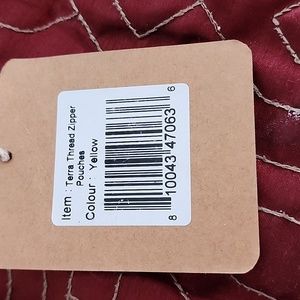 Item : Terra Thread Zipper
Pouches
Colour : Yellow
8 10043 47063 6